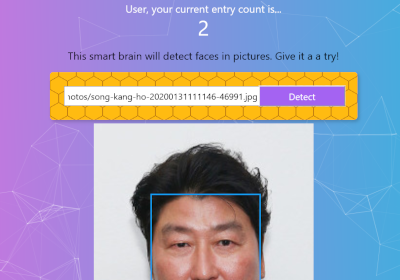 User, your current entry count is...
2
This smart brain will detect faces in pictures. Give it a a try!
notos/song-kang-ho-20200131111146-46991.jpg Detect